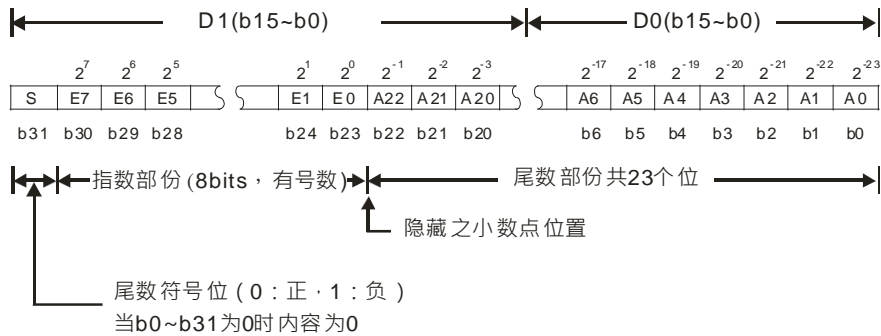 D1(b15~b0) D0(b15~b0)
2^7 2^6 2^5 2^1 2^0 2^-1 2^-2 2^-3 2^-17 2^-18 2^-19 2^-20 2^-21 2^-22 2^-23
S E7 E6 E5 E1 E0 A22 A21 A20 A6 A5 A4 A3 A2 A1 A0
b31 b30 b29 b28 b24 b23 b22 b21 b20 b6 b5 b4 b3 b2 b1 b0
指数部份(8bits,有号数) 尾数部份共23个位
隐藏之小数点位置
尾数符号位(0:正,1:负)
当b0~b31为0时内容为0